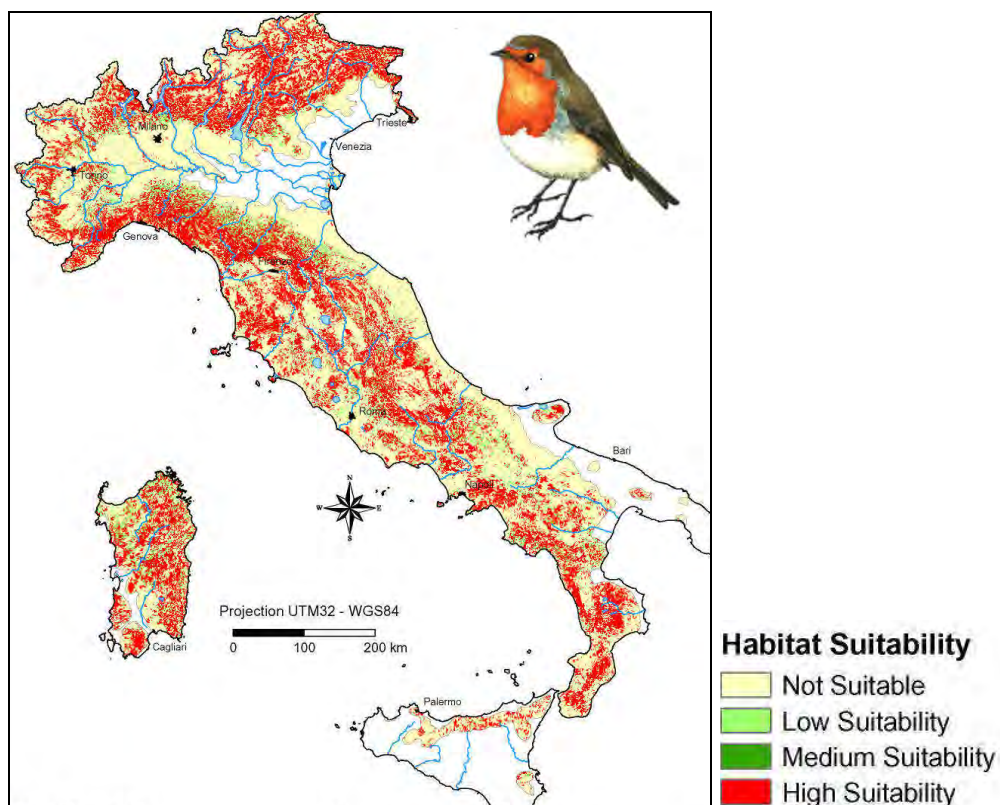 Trieste
Milano
Venezia
Torino
Genova
Firenze
Roma
Bari
Napoli
N
W E
S
Projection UTM32 - WGS84
0 100 200 km
Cagliari
Palermo
Habitat Suitability
Not Suitable
Low Suitability
Medium Suitability
High Suitability